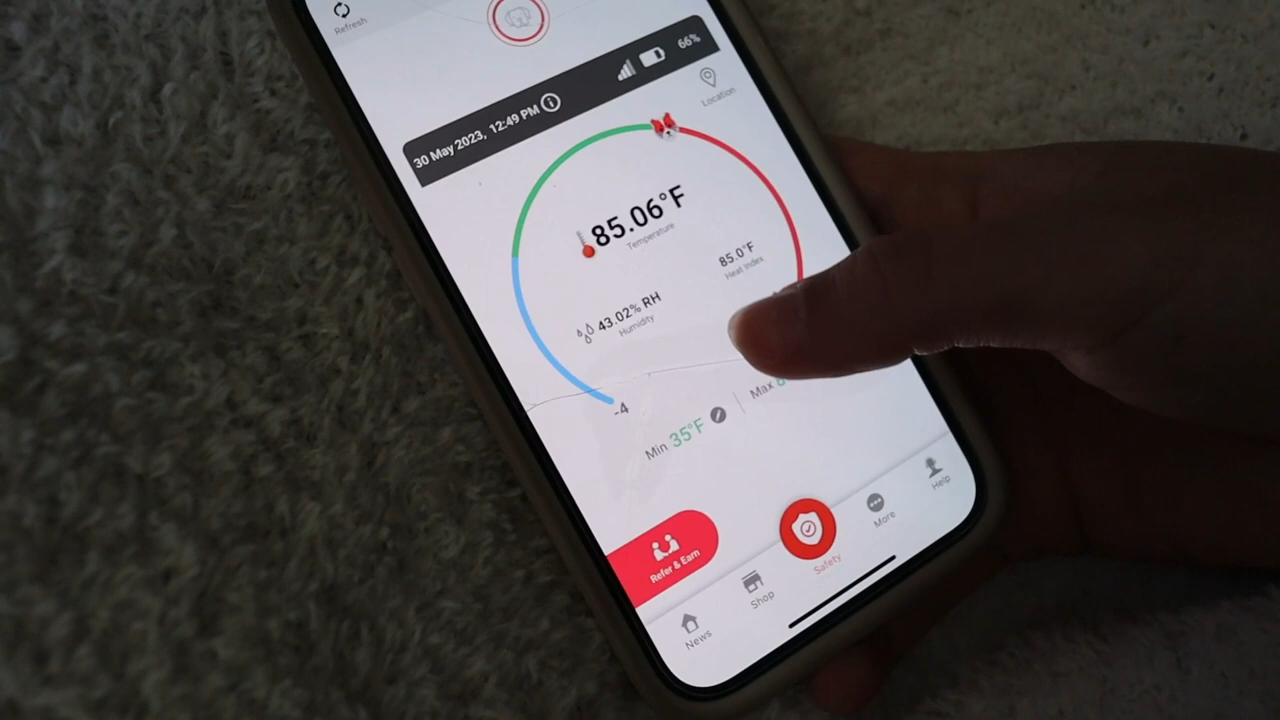 Refresh
30 May 2023, 12:49 PM
66%
Location
85.06°F
Temperature
85.0°F
Heat Index
43.02% RH
Humidity
-4
Min 35°F
Max
Refer & Earn
News
Shop
Safety
More
Help